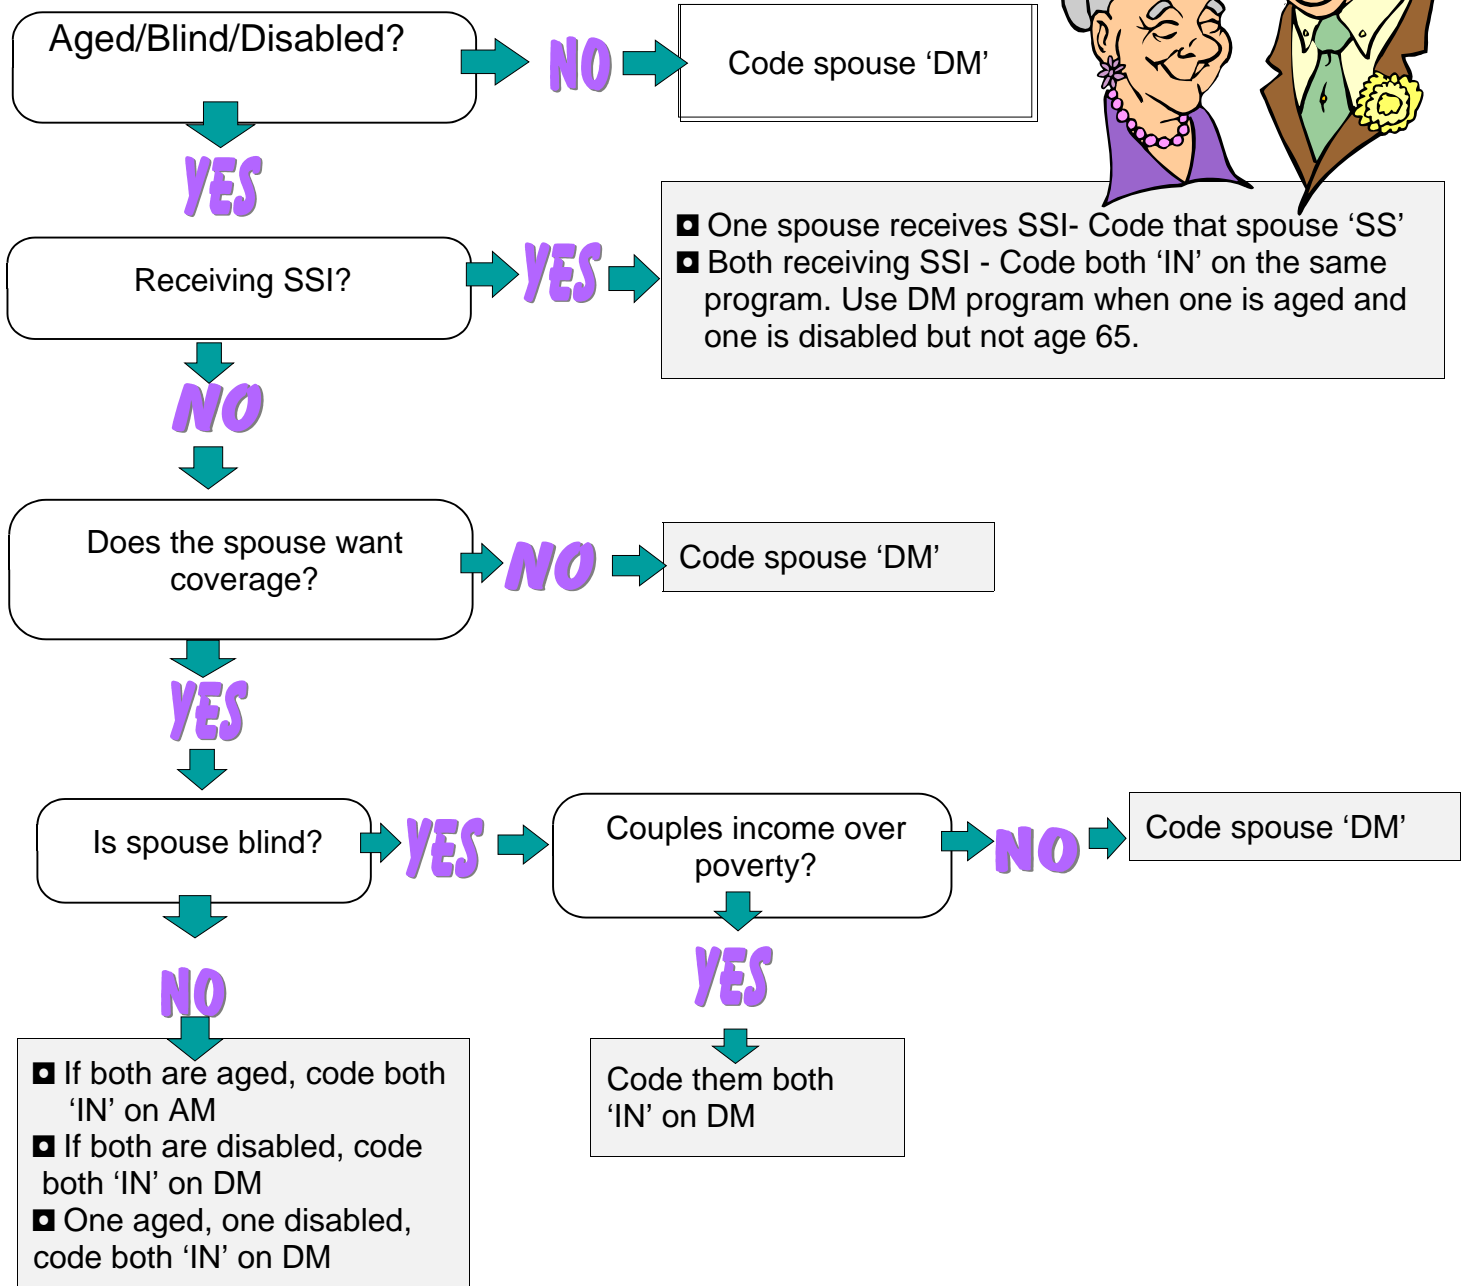 Aged/Blind/Disabled?
NO
Code spouse ‘DM’
YES
Receiving SSI?
YES
◘ One spouse receives SSI- Code that spouse ‘SS’
◘ Both receiving SSI - Code both ‘IN’ on the same
program. Use DM program when one is aged and
one is disabled but not age 65.
NO
Does the spouse want
coverage?
NO
Code spouse ‘DM’
YES
Is spouse blind?
YES
Couples income over
poverty?
NO
Code spouse ‘DM’
NO
◘ If both are aged, code both
‘IN’ on AM
◘ If both are disabled, code
both ‘IN’ on DM
◘ One aged, one disabled,
code both ‘IN’ on DM
YES
Code them both
‘IN’ on DM